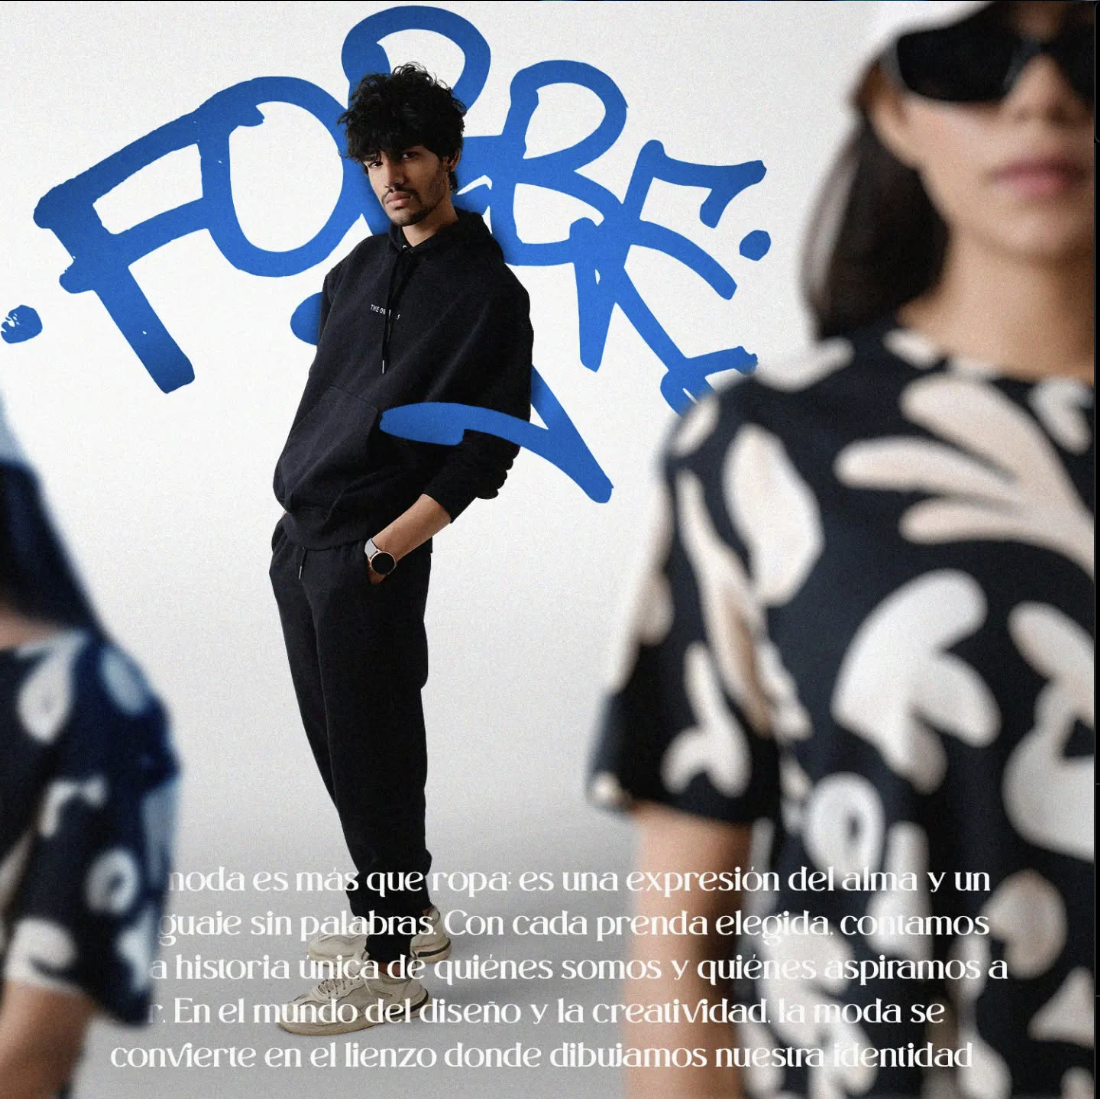 FORBES
moda es más que ropa: es una expresión del alma y un
guaje sin palabras. Con cada prenda elegida, contamos
a historia única de quiénes somos y quiénes aspiramos a
r. En el mundo del diseño y la creatividad, la moda se
convierte en el lienzo donde dibujamos nuestra identidad